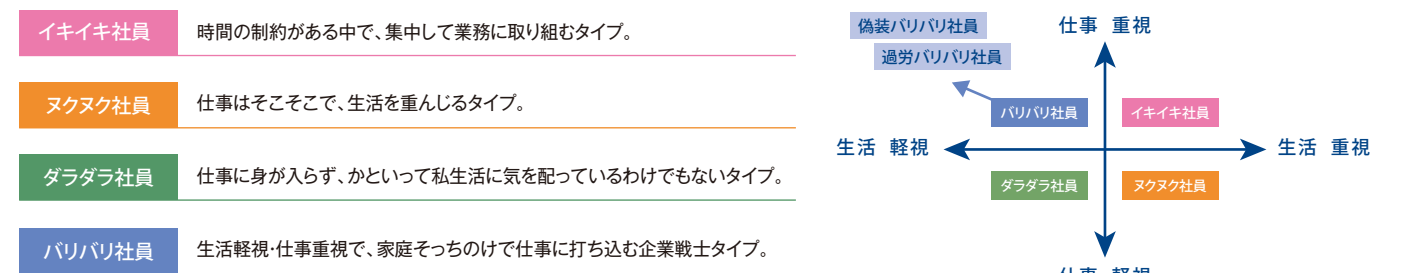 イキイキ社員
時間の制約がある中で、集中して業務に取り組むタイプ。
ヌクヌク社員
仕事はそこそこで、生活を重んじるタイプ。
ダラダラ社員
仕事に身が入らず、かといって私生活に気を配っているわけでもないタイプ。
バリバリ社員
生活軽視・仕事重視で、家庭そっちのけで仕事に打ち込む企業戦士タイプ。
偽装バリバリ社員
仕事 重視
過労バリバリ社員
バリバリ社員
イキイキ社員
生活 軽視
生活 重視
ダラダラ社員
ヌクヌク社員
仕事 軽視